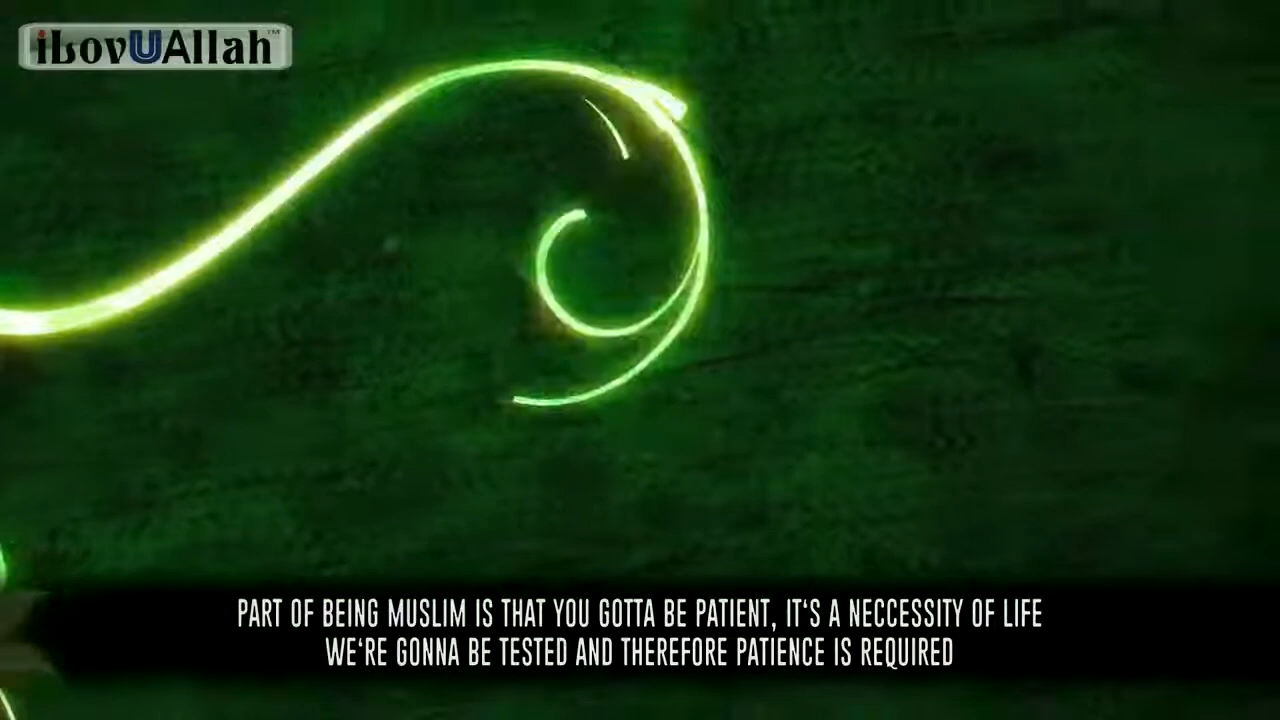 iLovUAllah™
PART OF BEING MUSLIM IS THAT YOU GOTTA BE PATIENT, IT'S A NECCESSITY OF LIFE
WE'RE GONNA BE TESTED AND THEREFORE PATIENCE IS REQUIRED